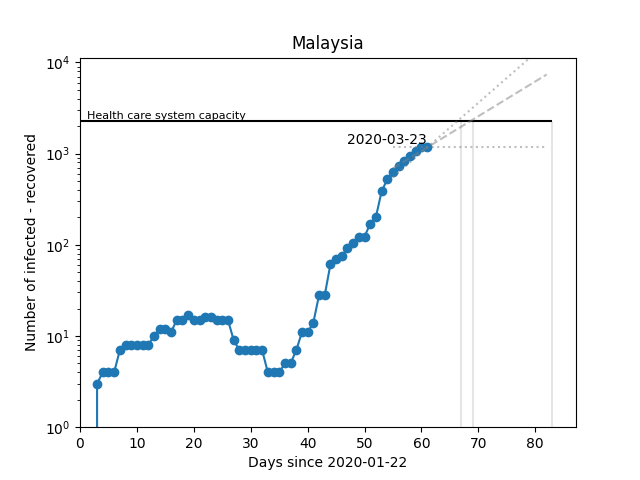 Malaysia
10⁴
Health care system capacity
2020-03-23
10³
10²
10¹
10⁰
Number of infected - recovered
0 10 20 30 40 50 60 70 80
Days since 2020-01-22